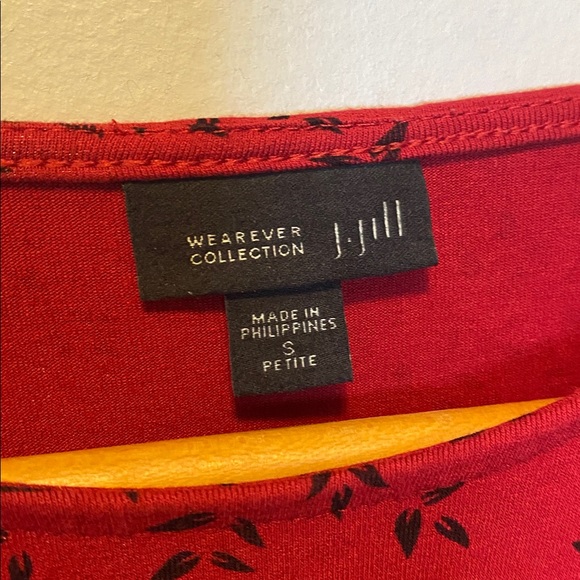 WEAREVER
COLLECTION
J.Jill
MADE IN
PHILIPPINES
S
PETITE